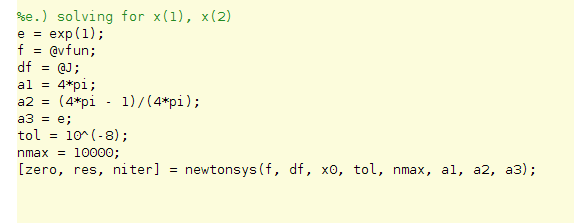 %e.) solving for x(1), x(2)
e = exp(1);
f = @vfun;
df = @J;
a1 = 4*pi;
a2 = (4*pi - 1)/(4*pi);
a3 = e;
tol = 10^(-8);
nmax = 10000;
[zero, res, niter] = newtonsys(f, df, x0, tol, nmax, a1, a2, a3);